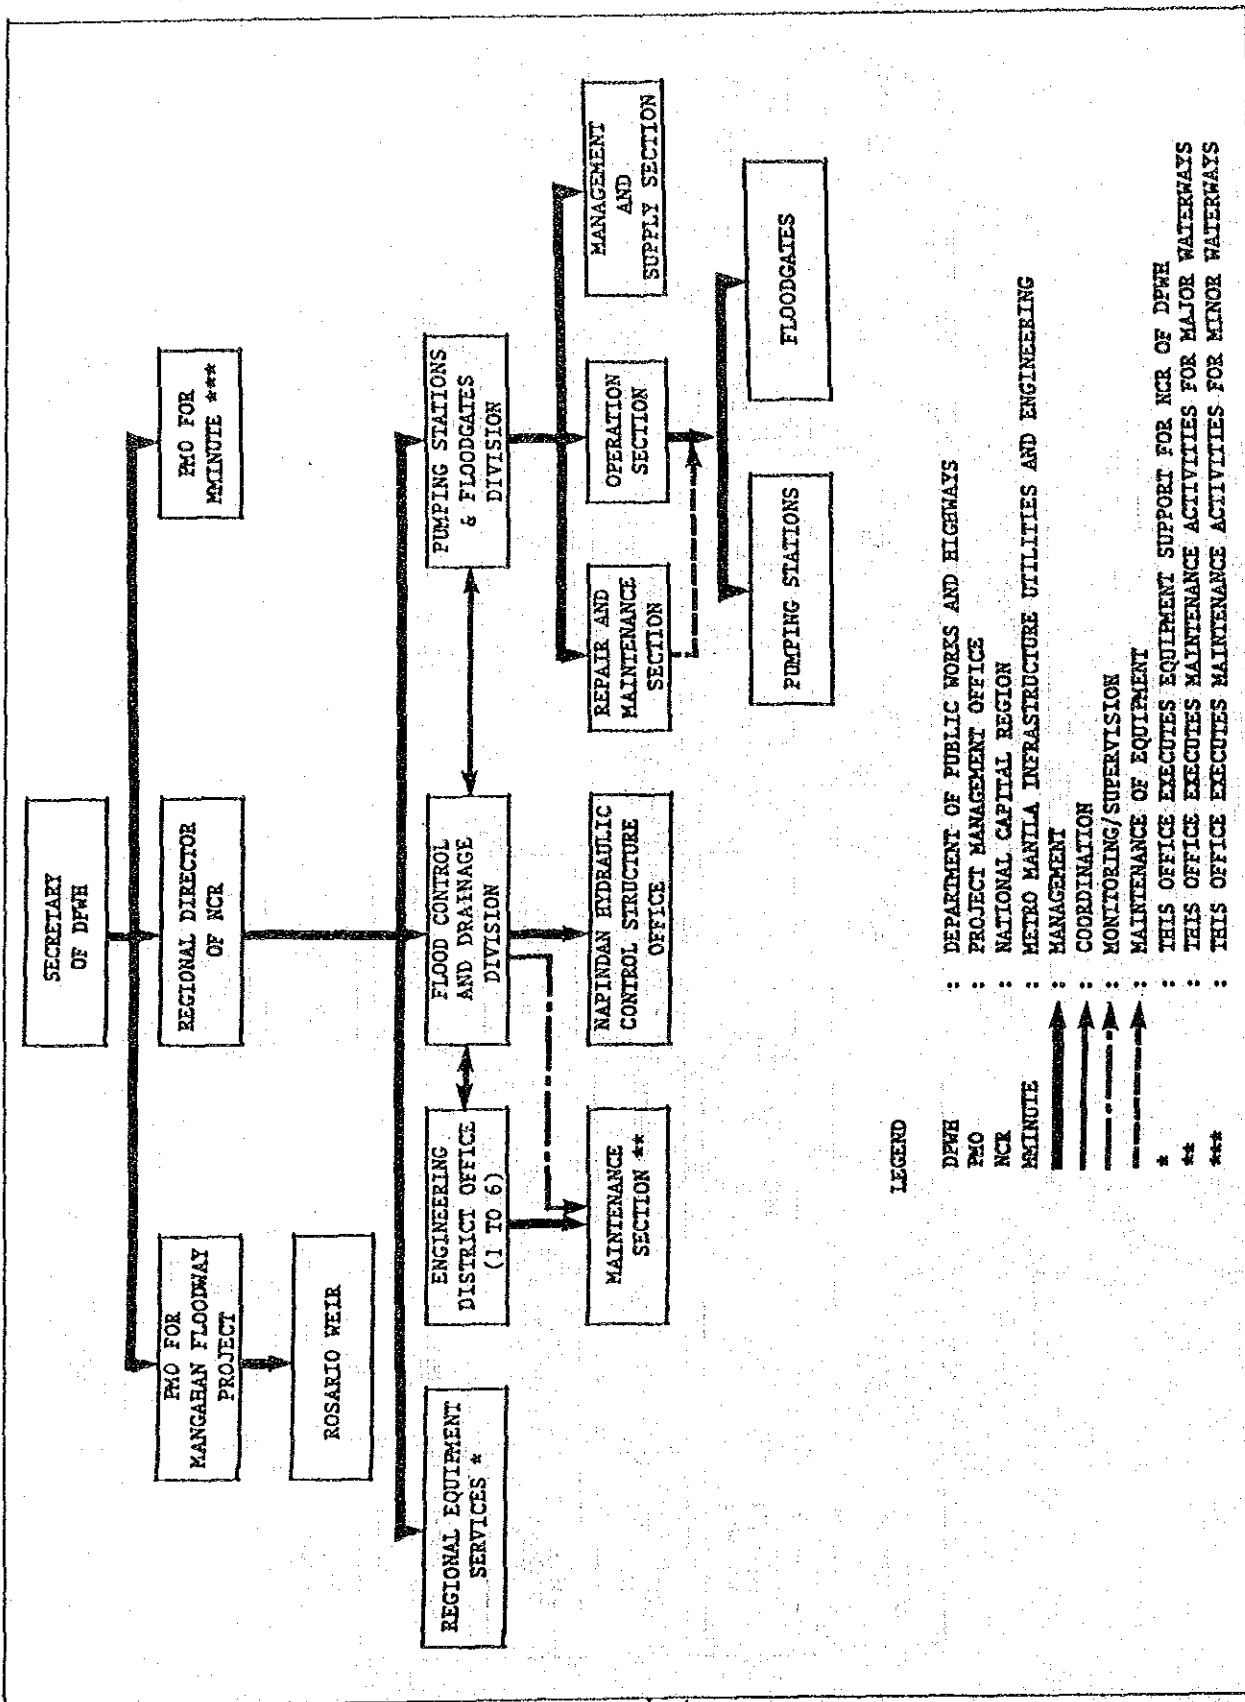 SECRETARY
OF DPWH
PMO FOR
MANGAHAN FLOODWAY
PROJECT
REGIONAL DIRECTOR
OF NCR
PMO FOR
MMINUTE ***
ROSARIO WEIR
REGIONAL EQUIPMENT
SERVICES *
ENGINEERING
DISTRICT OFFICE
(1 TO 6)
FLOOD CONTROL
AND DRAINAGE
DIVISION
PUMPING STATIONS
& FLOODGATES
DIVISION
MAINTENANCE
SECTION **
NAPINDAN HYDRAULIC
CONTROL STRUCTURE
OFFICE
REPAIR AND
MAINTENANCE
SECTION
OPERATION
SECTION
MANAGEMENT
AND
SUPPLY SECTION
PUMPING STATIONS
FLOODGATES
LEGEND
DPWH : DEPARTMENT OF PUBLIC WORKS AND HIGHWAYS
PMO : PROJECT MANAGEMENT OFFICE
NCR : NATIONAL CAPITAL REGION
MMINUTE : METRO MANILA INFRASTRUCTURE UTILITIES AND ENGINEERING
: MANAGEMENT
: COORDINATION
: MONITORING/SUPERVISION
: MAINTENANCE OF EQUIPMENT
* : THIS OFFICE EXECUTES EQUIPMENT SUPPORT FOR NCR OF DPWH
** : THIS OFFICE EXECUTES MAINTENANCE ACTIVITIES FOR MAJOR WATERWAYS
*** : THIS OFFICE EXECUTES MAINTENANCE ACTIVITIES FOR MINOR WATERWAYS